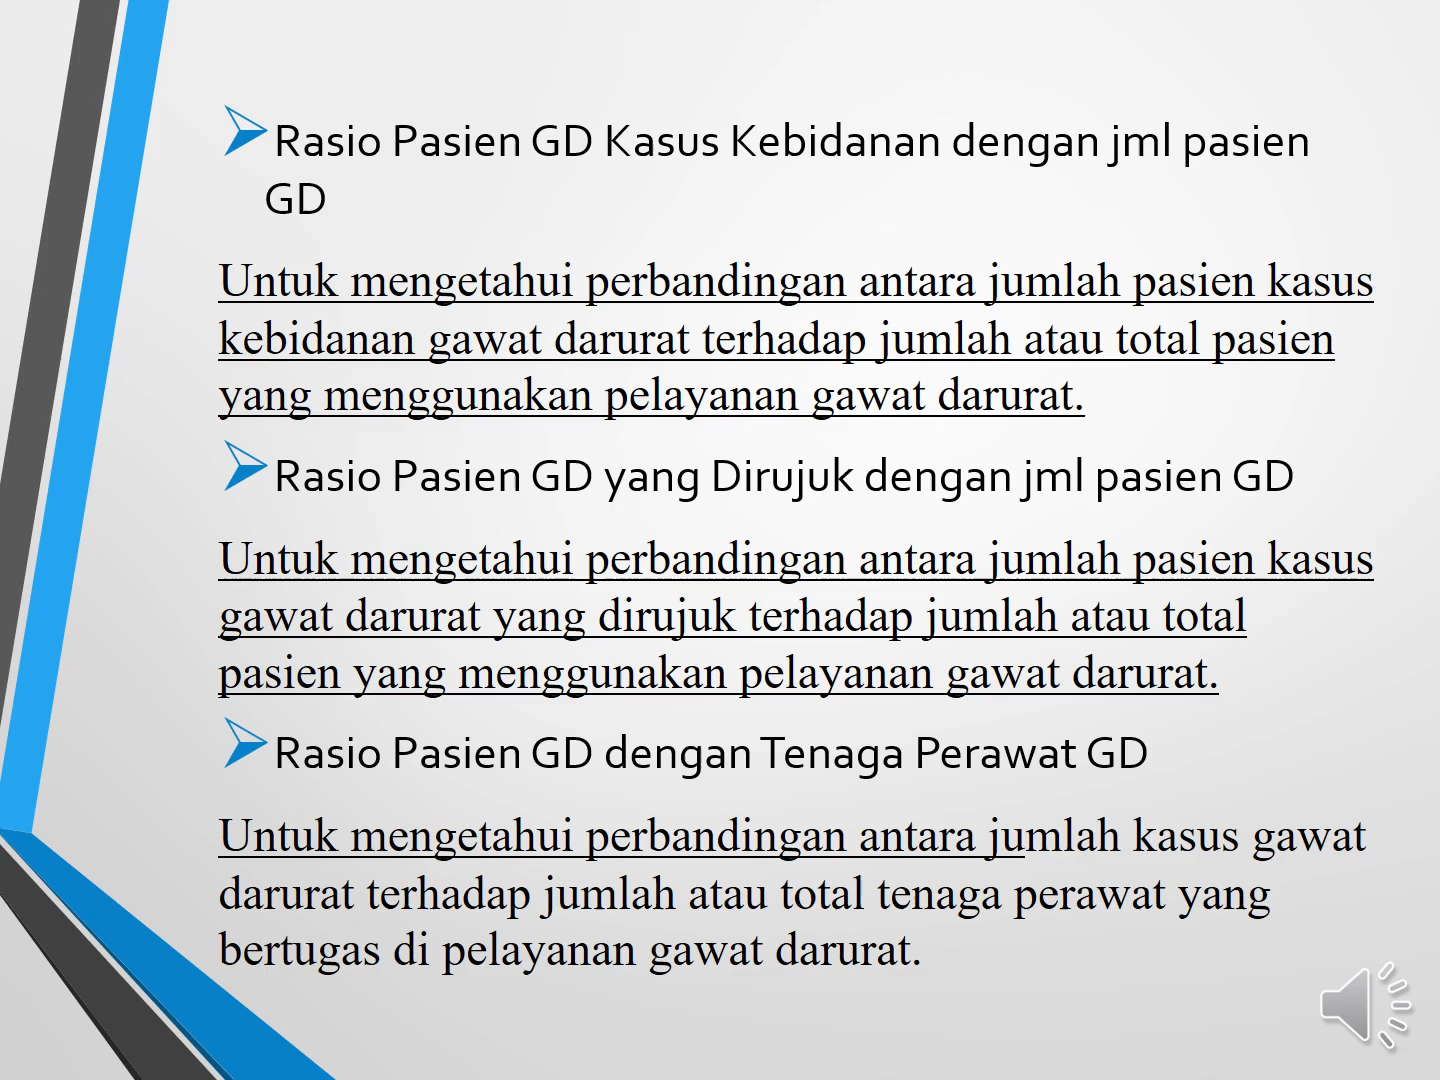 Rasio Pasien GD Kasus Kebidanan dengan jml pasien
GD
Untuk mengetahui perbandingan antara jumlah pasien kasus
kebidanan gawat darurat terhadap jumlah atau total pasien
yang menggunakan pelayanan gawat darurat.
Rasio Pasien GD yang Dirujuk dengan jml pasien GD
Untuk mengetahui perbandingan antara jumlah pasien kasus
gawat darurat yang dirujuk terhadap jumlah atau total
pasien yang menggunakan pelayanan gawat darurat.
Rasio Pasien GD dengan Tenaga Perawat GD
Untuk mengetahui perbandingan antara jumlah kasus gawat
darurat terhadap jumlah atau total tenaga perawat yang
bertugas di pelayanan gawat darurat.